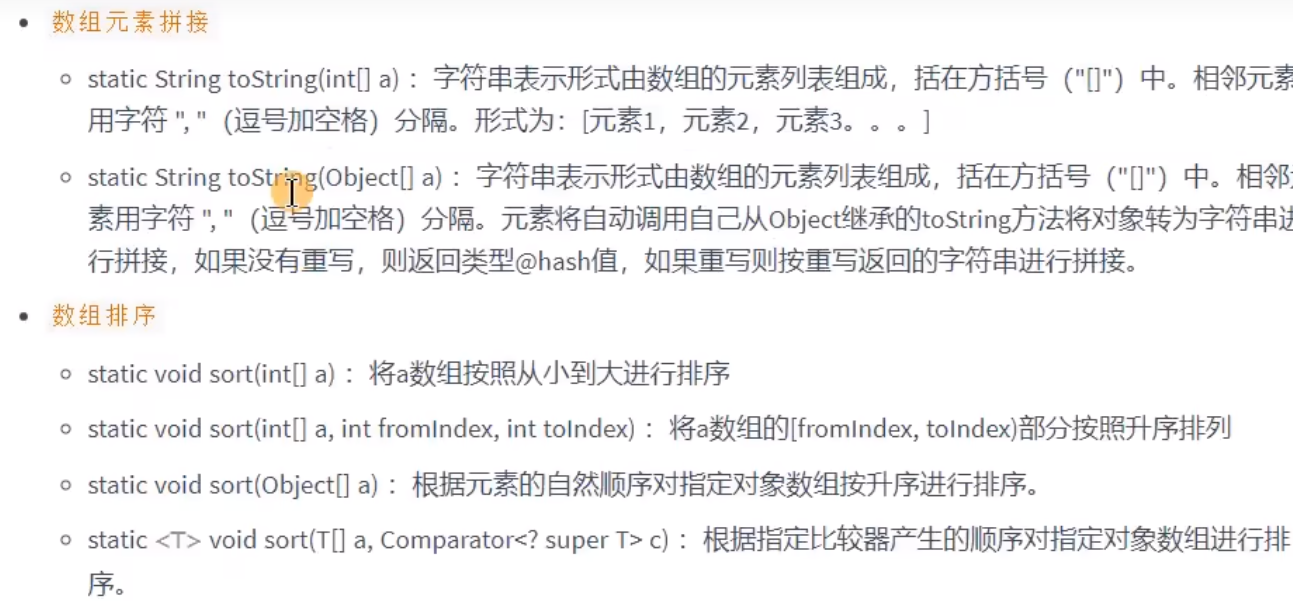 数组元素拼接
static String toString(int[] a) ：字符串表示形式由数组的元素列表组成，括在方括号（"[]"）中。相邻元素
用字符 ", "（逗号加空格）分隔。形式为：[元素1，元素2，元素3。。。]
static String toString(Object[] a) ：字符串表示形式由数组的元素列表组成，括在方括号（"[]"）中。相邻
素用字符 ", "（逗号加空格）分隔。元素将自动调用自己从Object继承的toString方法将对象转为字符串进
行拼接，如果没有重写，则返回类型@hash值，如果重写则按重写返回的字符串进行拼接。
数组排序
static void sort(int[] a) ：将a数组按照从小到大进行排序
static void sort(int[] a, int fromIndex, int toIndex) ：将a数组的[fromIndex, toIndex)部分按照升序排列
static void sort(Object[] a) ：根据元素的自然顺序对指定对象数组按升序进行排序。
static <T> void sort(T[] a, Comparator<? super T> c) ：根据指定比较器产生的顺序对指定对象数组进行排
序。